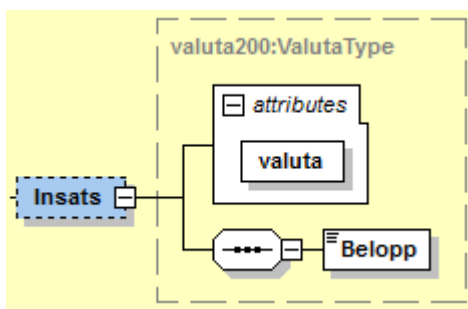 valuta200:ValutaType
attributes
valuta
Insats
Belopp